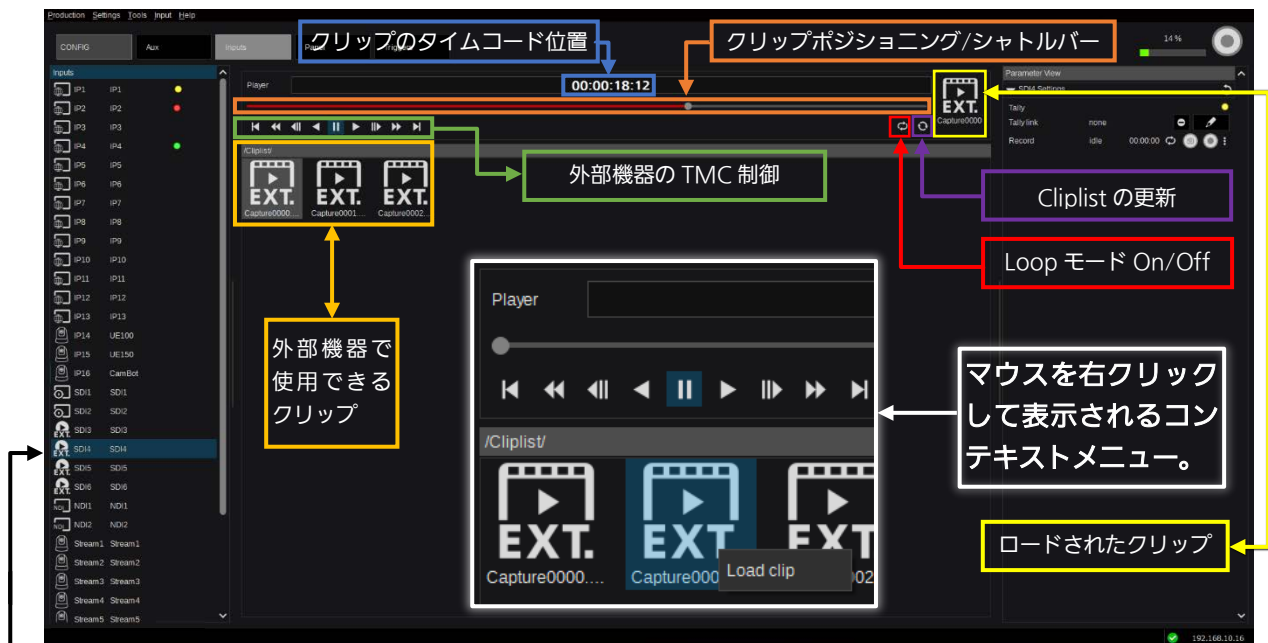 Production Settings Tools Input Help
CONFIG
Aux
Inputs
クリップのタイムコード位置
クリップポジショニング/シャトルバー
14 %
Inputs
Player
00:00:18:12
EXT.
Capture0000
Parameter View
SDI4 Settings
Tally
Tallylink none
Record idle 00:00:00
/Cliplist/
EXT. EXT. EXT.
Capture0000.... Capture0001.... Capture0002...
外部機器の TMC 制御
Cliplist の更新
Loop モード On/Off
外部機器で
使用できる
クリップ
Player
/Cliplist/
EXT. EXT
Capture0000....
Load clip
マウスを右クリック
して表示されるコン
テキストメニュー。
ロードされたクリップ
IP1 IP1
IP2 IP2
IP3 IP3
IP4 IP4
IP5 IP5
IP6 IP6
IP7 IP7
IP8 IP8
IP9 IP9
IP10 IP10
IP11 IP11
IP12 IP12
IP13 IP13
IP14 UE100
IP15 UE150
IP16 CamBot
SDI1 SDI1
SDI2 SDI2
EXT. SDI3 SDI3
EXT. SDI4 SDI4
EXT. SDI5 SDI5
EXT. SDI6 SDI6
NDI NDI1 NDI1
NDI NDI2 NDI2
Stream1 Stream1
Stream2 Stream2
Stream3 Stream3
Stream4 Stream4
Stream5 Stream5
192.168.10.16